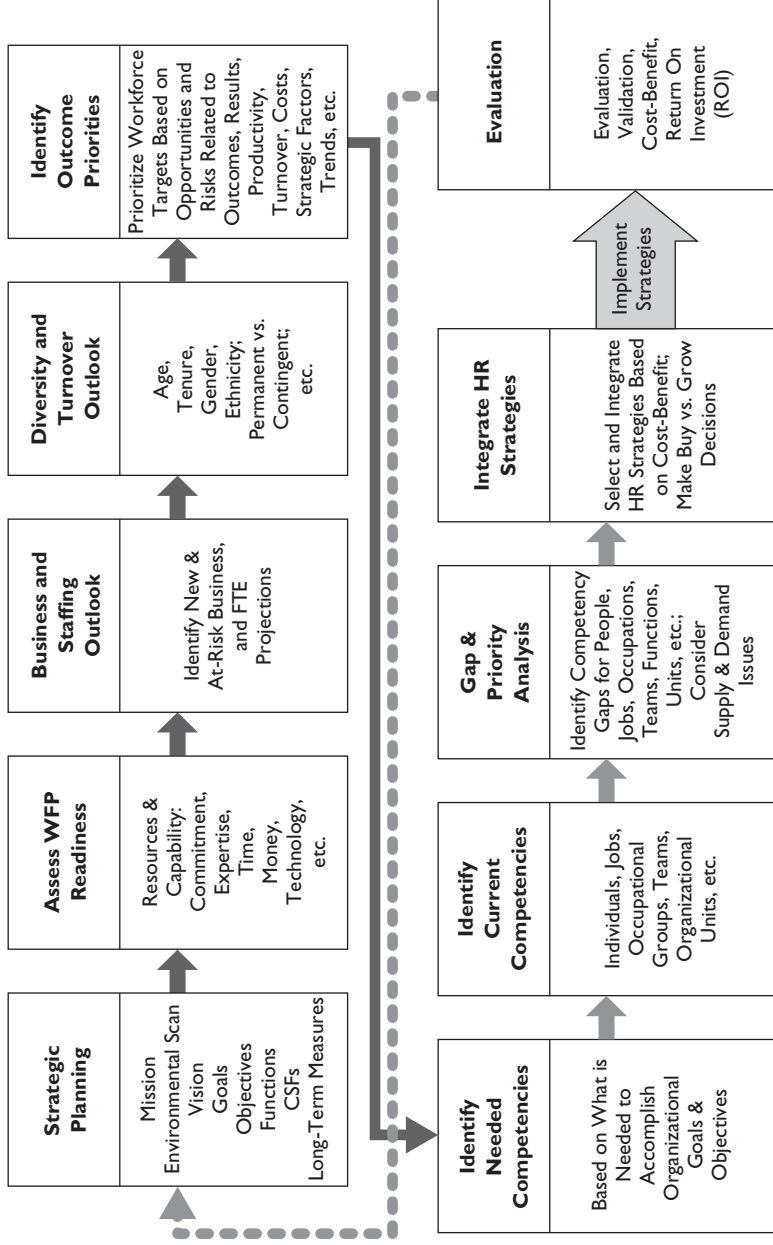 Strategic
Planning
Mission
Environmental Scan
Vision
Goals
Objectives
Functions
CSFs
Long-Term Measures
Assess WFP
Readiness
Resources &
Capability:
Commitment,
Expertise,
Time,
Money,
Technology,
etc.
Business and
Staffing
Outlook
Identify New &
At-Risk Business,
and FTE
Projections
Diversity and
Turnover
Outlook
Age,
Tenure,
Gender,
Ethnicity;
Permanent vs.
Contingent;
etc.
Identify
Outcome
Priorities
Prioritize Workforce
Targets Based on
Opportunities and
Risks Related to
Outcomes, Results,
Productivity,
Turnover, Costs,
Strategic Factors,
Trends, etc.
Identify
Needed
Competencies
Based on What is
Needed to
Accomplish
Organizational
Goals &
Objectives
Identify
Current
Competencies
Individuals, Jobs,
Occupational
Groups, Teams,
Organizational
Units, etc.
Gap &
Priority
Analysis
Identify Competency
Gaps for People,
Jobs, Occupations,
Teams, Functions,
Units, etc.;
Consider
Supply & Demand
Issues
Integrate HR
Strategies
Select and Integrate
HR Strategies Based
on Cost-Benefit;
Make Buy vs. Grow
Decisions
Implement
Strategies
Evaluation
Evaluation,
Validation,
Cost-Benefit,
Return On
Investment
(ROI)